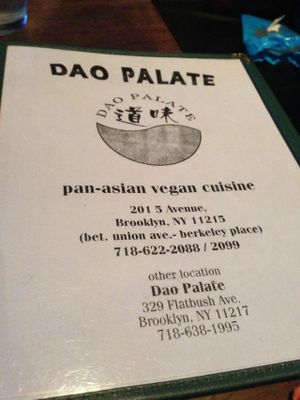 DAO PALATE
DAO PALATE
道味
pan-asian vegan cuisine
201 5 Avenue,
Brooklyn, NY 11215
(bet. union ave.- berkeley place)
718-622-2088 / 2099
other location
Dao Palate
329 Flatbush Ave.
Brooklyn, NY 11217
718-638-1995